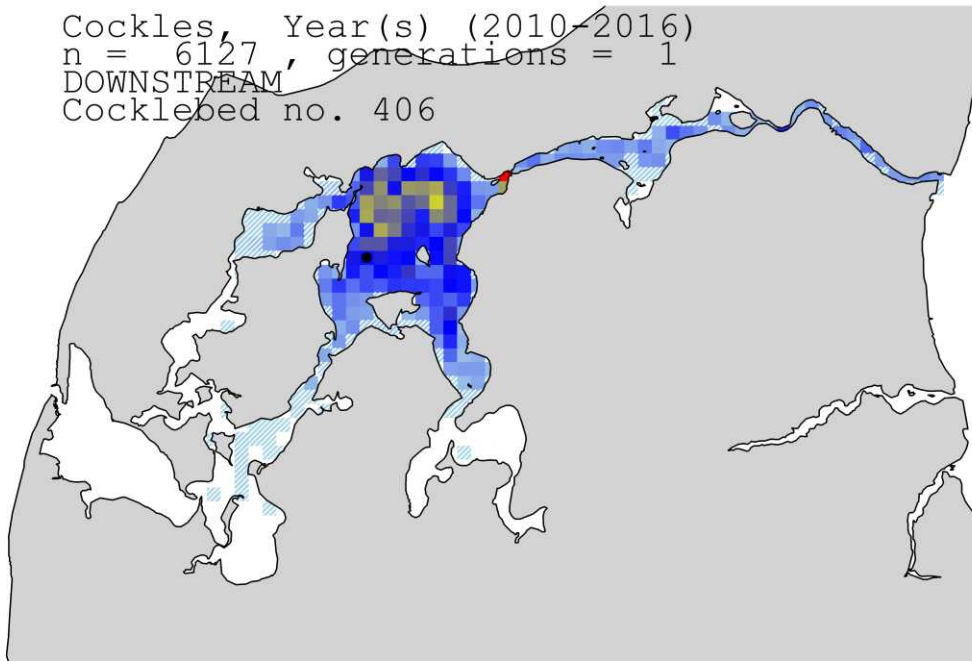 Cockles, Year(s) (2010-2016)
n = 6127 , generations = 1
DOWNSTREAM
Cocklebed no. 406